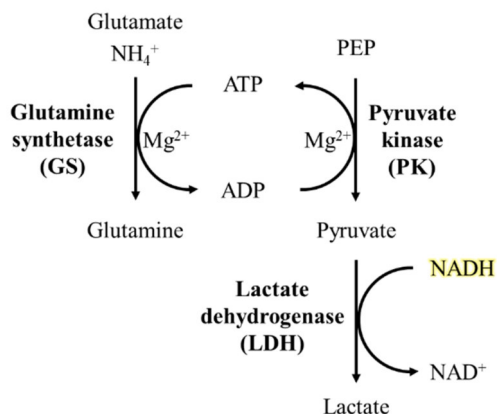 Glutamate
NH₄⁺
PEP
ATP
Glutamine
synthetase
(GS)
Mg²⁺
Mg²⁺
Pyruvate
kinase
(PK)
ADP
Glutamine
Pyruvate
NADH
Lactate
dehydrogenase
(LDH)
NAD⁺
Lactate